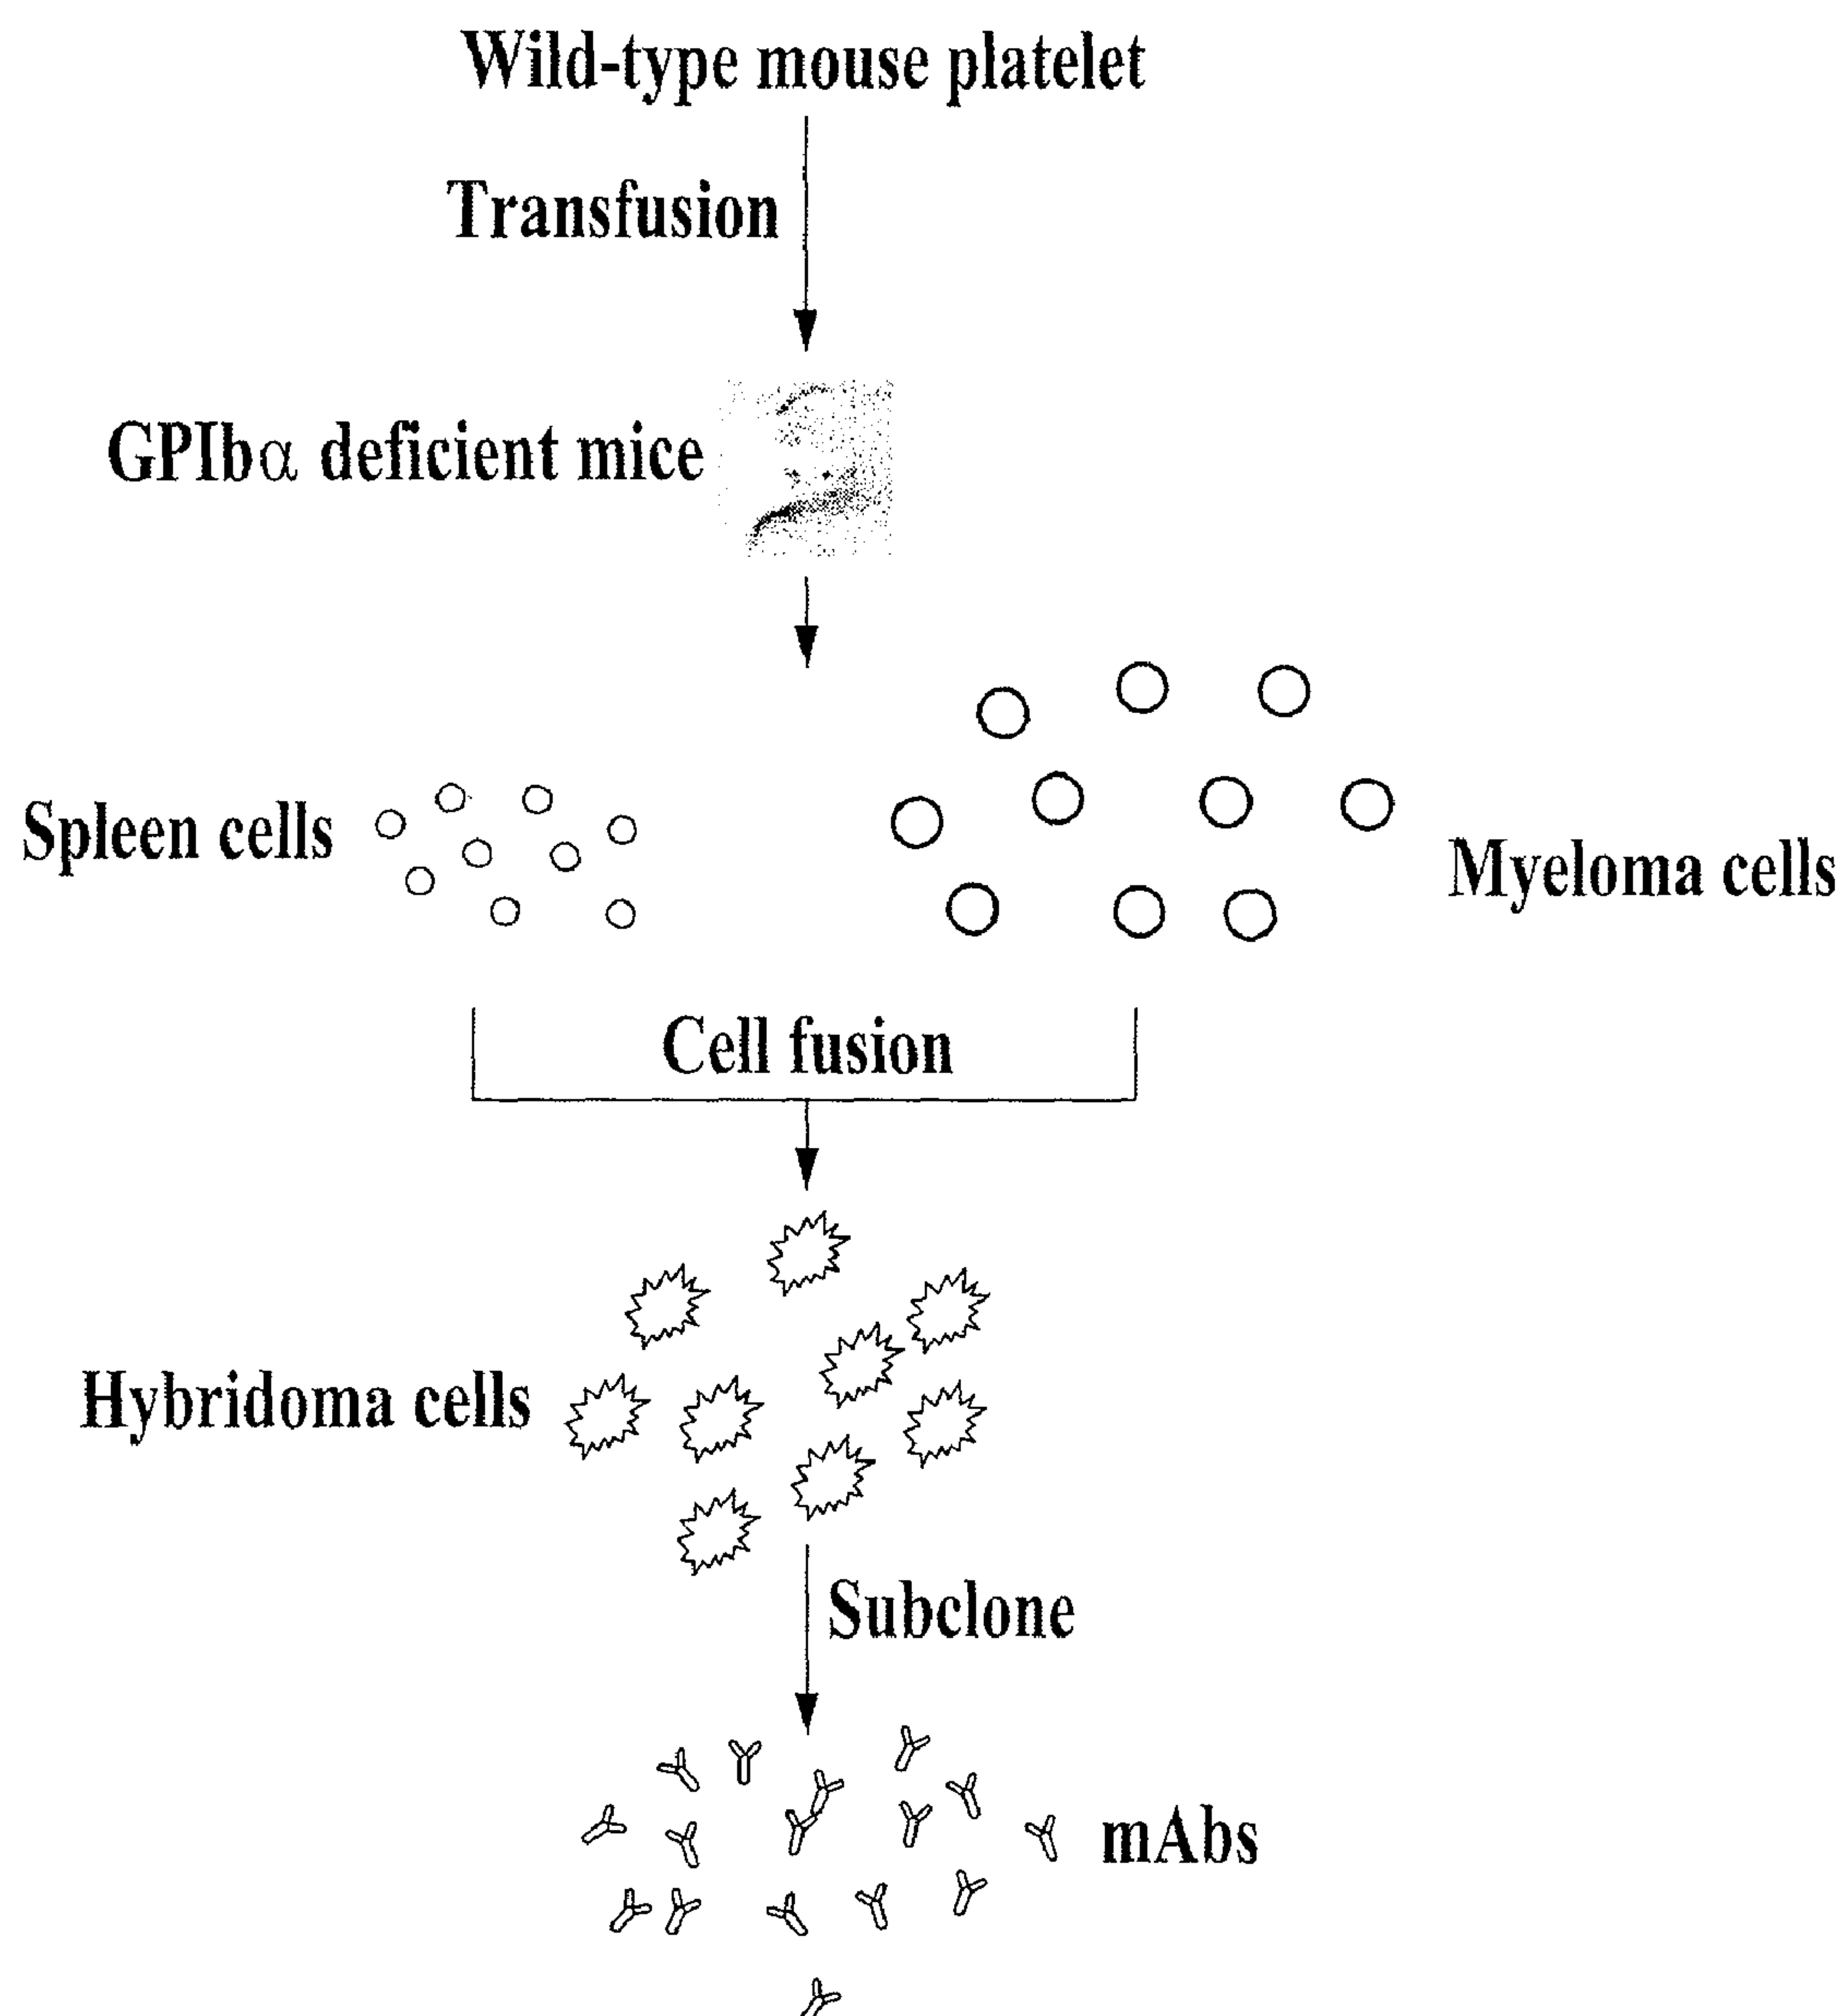 Wild-type mouse platelet
Transfusion
GPIbα deficient mice
Spleen cells
Myeloma cells
Cell fusion
Hybridoma cells
Subclone
mAbs